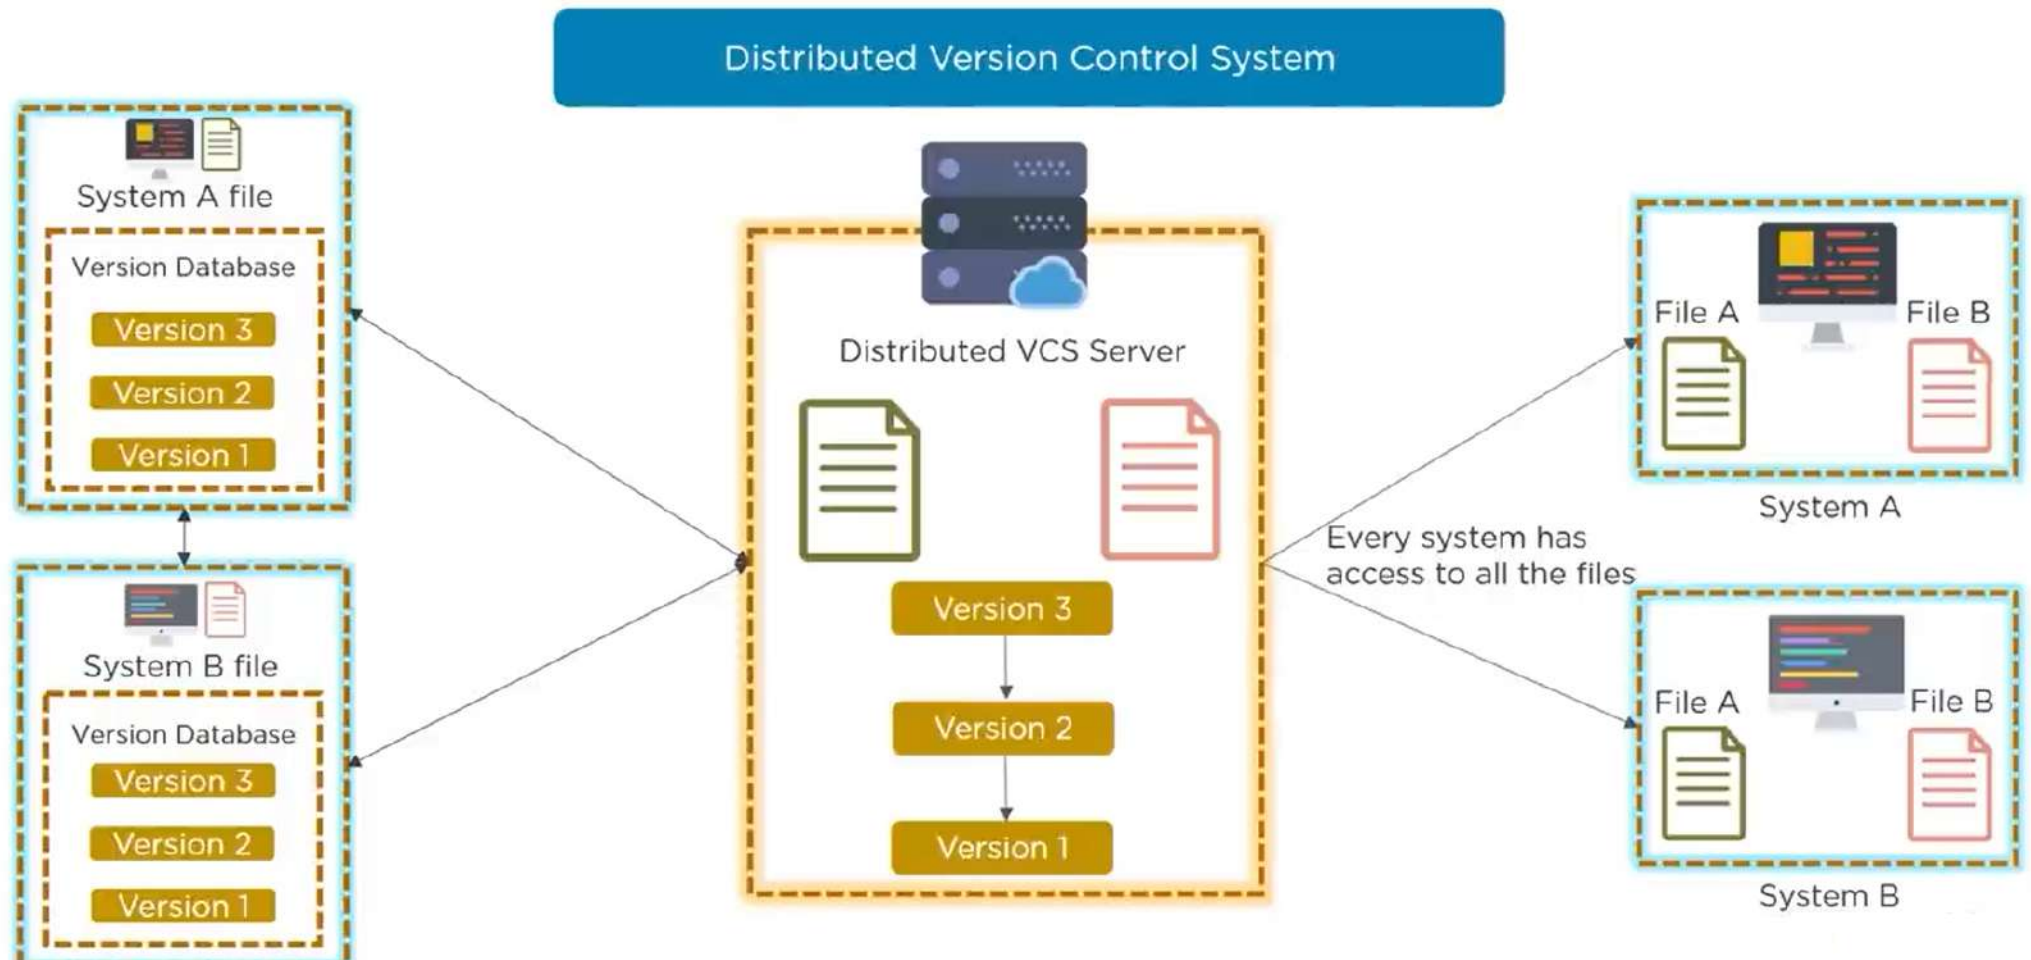 Distributed Version Control System
System A file
Version Database
Version 3
Version 2
Version 1
System B file
Version Database
Version 3
Version 2
Version 1
Distributed VCS Server
Version 3
Version 2
Version 1
Every system has
access to all the files
File A
File B
System A
File A
File B
System B